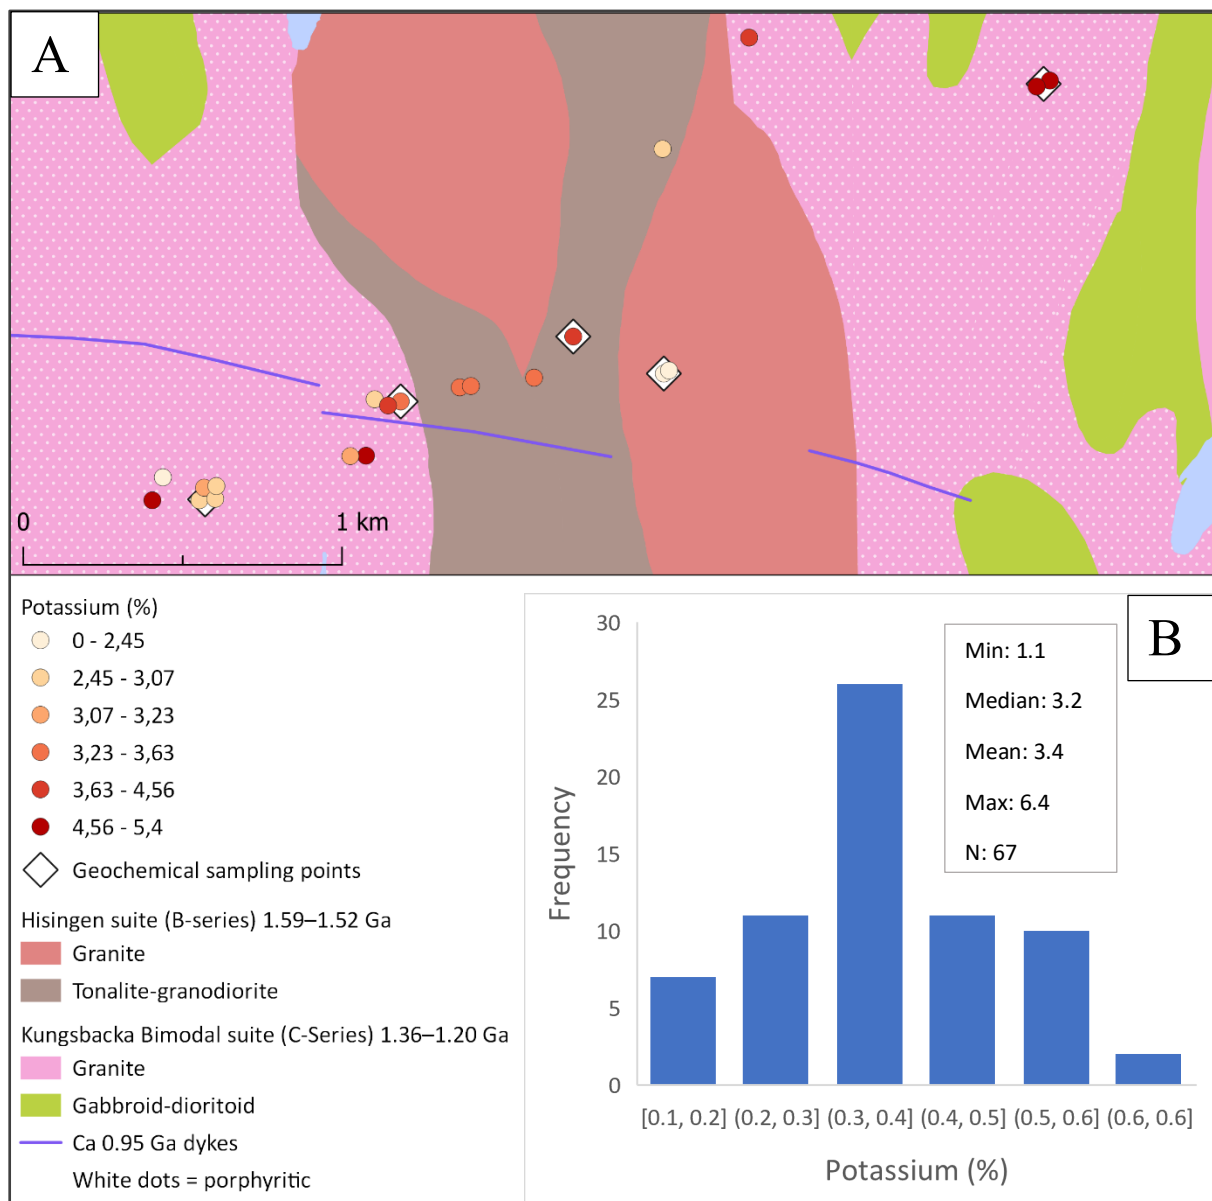 A
0
1 km
Potassium (%)
0 - 2,45
2,45 - 3,07
3,07 - 3,23
3,23 - 3,63
3,63 - 4,56
4,56 - 5,4
Geochemical sampling points
Hisingen suite (B-series) 1.59–1.52 Ga
Granite
Tonalite-granodiorite
Kungsbacka Bimodal suite (C-Series) 1.36–1.20 Ga
Granite
Gabbroid-dioritoid
Ca 0.95 Ga dykes
White dots = porphyritic
B
Min: 1.1
Median: 3.2
Mean: 3.4
Max: 6.4
N: 67
Frequency
30
25
20
15
10
5
0
[0.1, 0.2] (0.2, 0.3] (0.3, 0.4] (0.4, 0.5] (0.5, 0.6] (0.6, 0.6]
Potassium (%)